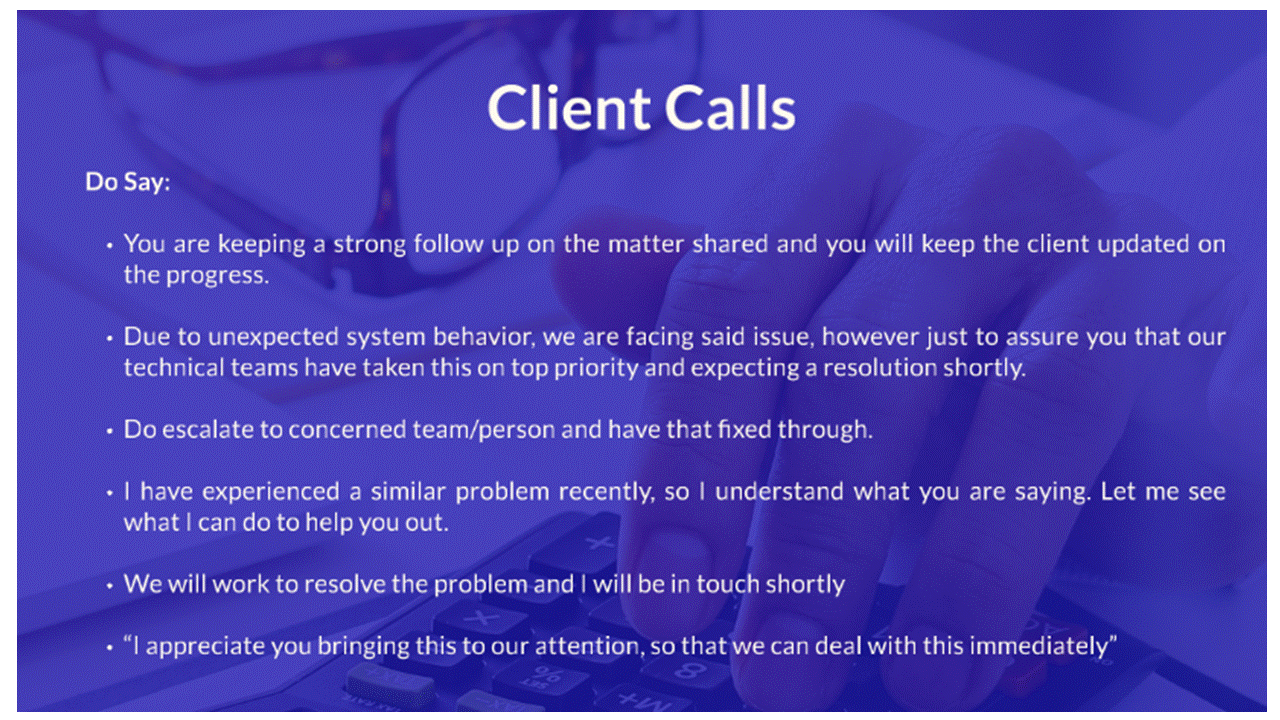 Client Calls
Do Say:
• You are keeping a strong follow up on the matter shared and you will keep the client updated on
the progress.
• Due to unexpected system behavior, we are facing said issue, however just to assure you that our
technical teams have taken this on top priority and expecting a resolution shortly.
• Do escalate to concerned team/person and have that fixed through.
• I have experienced a similar problem recently, so I understand what you are saying. Let me see
what I can do to help you out.
• We will work to resolve the problem and I will be in touch shortly
• “I appreciate you bringing this to our attention, so that we can deal with this immediately”
+
×
%
SET
8
M+
TAX RATE